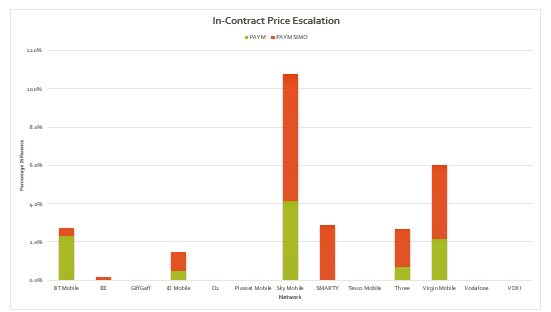 In-Contract Price Escalation
PAYM PAYM SIMO
12.0%
10.0%
8.0%
6.0%
4.0%
2.0%
0.0%
Percentage Difference
BT Mobile EE GiffGaff iD Mobile O2 Plusnet Mobile Sky Mobile SMARTY Tesco Mobile Three Virgin Mobile Vodafone VOXI
Network